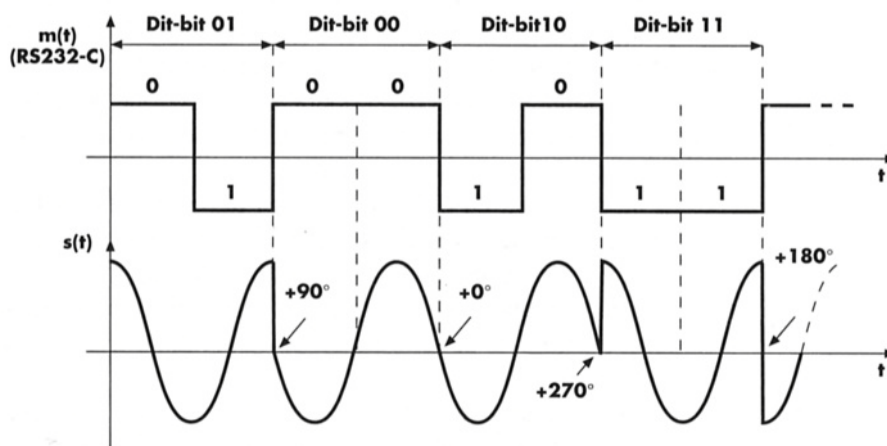 Dit-bit 01 Dit-bit 00 Dit-bit10 Dit-bit 11
m(t)
(RS232-C)
0 0 0 0
t
1 1 1 1
s(t)
+90° +0° +180°
t
+270°